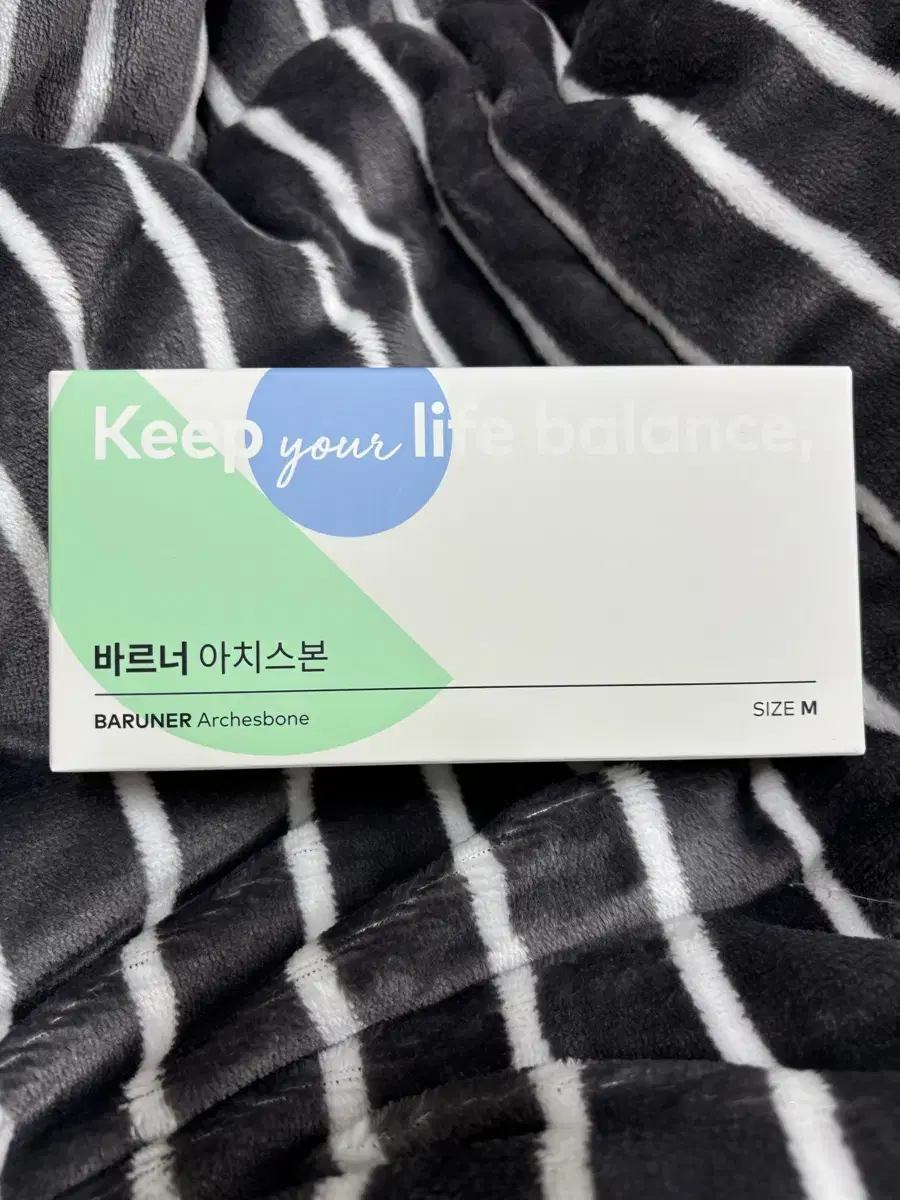 Keep your life balance,
바르너 아치스본
BARUNER Archesbone
SIZE M